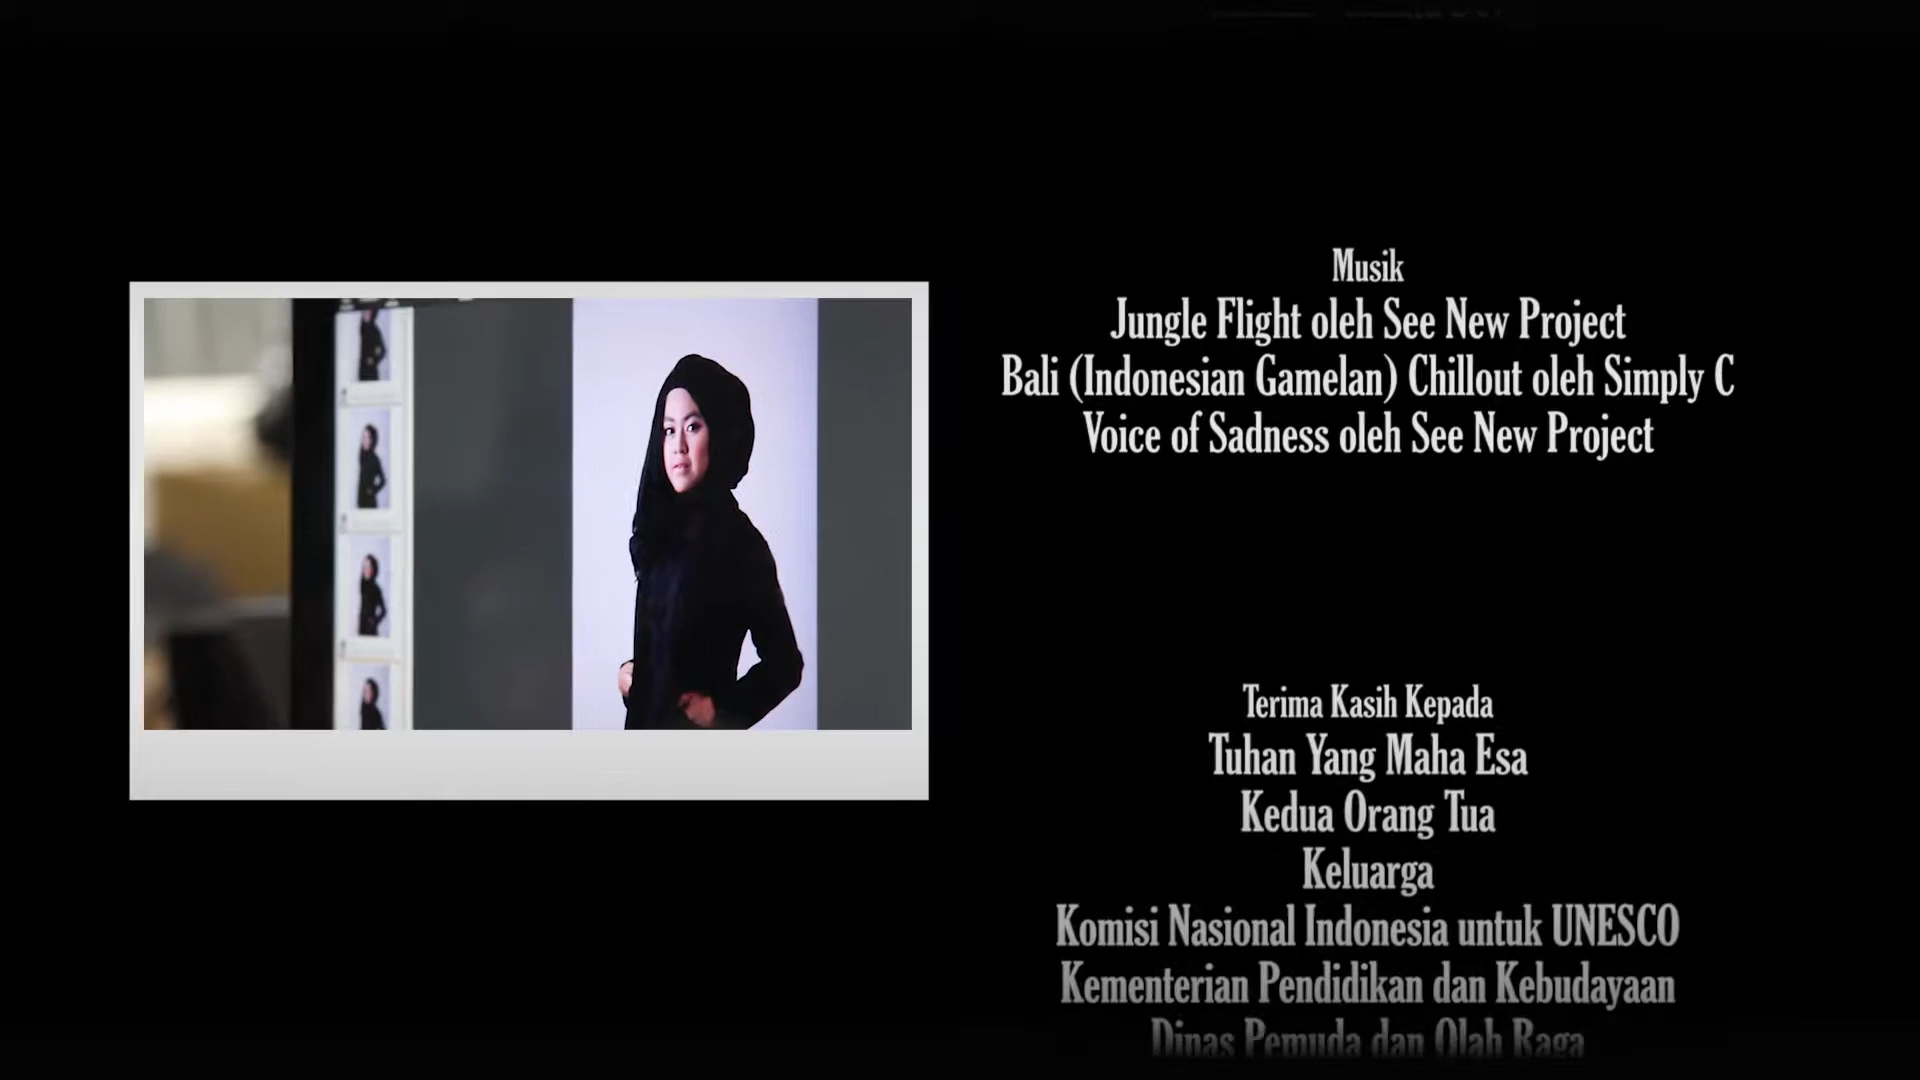 Musik
Jungle Flight oleh See New Project
Bali (Indonesian Gamelan) Chillout oleh Simply C
Voice of Sadness oleh See New Project
Terima Kasih Kepada
Tuhan Yang Maha Esa
Kedua Orang Tua
Keluarga
Komisi Nasional Indonesia untuk UNESCO
Kementerian Pendidikan dan Kebudayaan
Dinas Pemuda dan Olah Raga